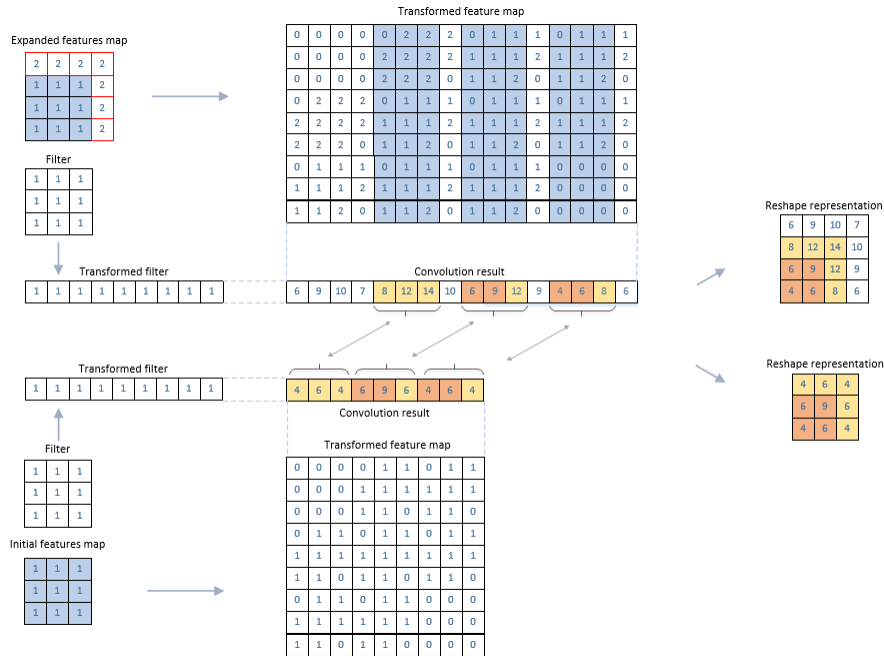 Transformed feature map
0 0 0 0 0 2 2 2 0 1 1 1 0 1 1 1
0 0 0 0 2 2 2 2 1 1 1 2 1 1 1 2
0 0 0 0 2 2 2 0 1 1 2 0 1 1 2 0
0 2 2 2 0 1 1 1 0 1 1 1 0 1 1 1
2 2 2 2 1 1 1 2 1 1 1 2 1 1 1 2
2 2 2 0 1 1 2 0 1 1 2 0 1 1 2 0
0 1 1 1 0 1 1 1 0 1 1 1 0 0 0 0
1 1 1 2 1 1 1 2 1 1 1 2 0 0 0 0
1 1 2 0 1 1 2 0 1 1 2 0 0 0 0 0
Expanded features map
2 2 2 2
1 1 1 2
1 1 1 2
1 1 1 2
Filter
1 1 1
1 1 1
1 1 1
Transformed filter
1 1 1 1 1 1 1 1 1
Convolution result
6 9 10 7 8 12 14 10 6 9 12 9 4 6 8 6
Reshape representation
6 9 10 7
8 12 14 10
6 9 12 9
4 6 8 6
Transformed filter
1 1 1 1 1 1 1 1 1
4 6 4 6 9 6 4 6 4
Convolution result
Reshape representation
4 6 4
6 9 6
4 6 4
Filter
1 1 1
1 1 1
1 1 1
Initial features map
1 1 1
1 1 1
1 1 1
Transformed feature map
0 0 0 0 1 1 0 1 1
0 0 0 1 1 1 1 1 1
0 0 0 1 1 0 1 1 0
0 1 1 0 1 1 0 1 1
1 1 1 1 1 1 1 1 1
1 1 0 1 1 0 1 1 0
0 1 1 0 1 1 0 0 0
1 1 1 1 1 1 0 0 0
1 1 0 1 1 0 0 0 0